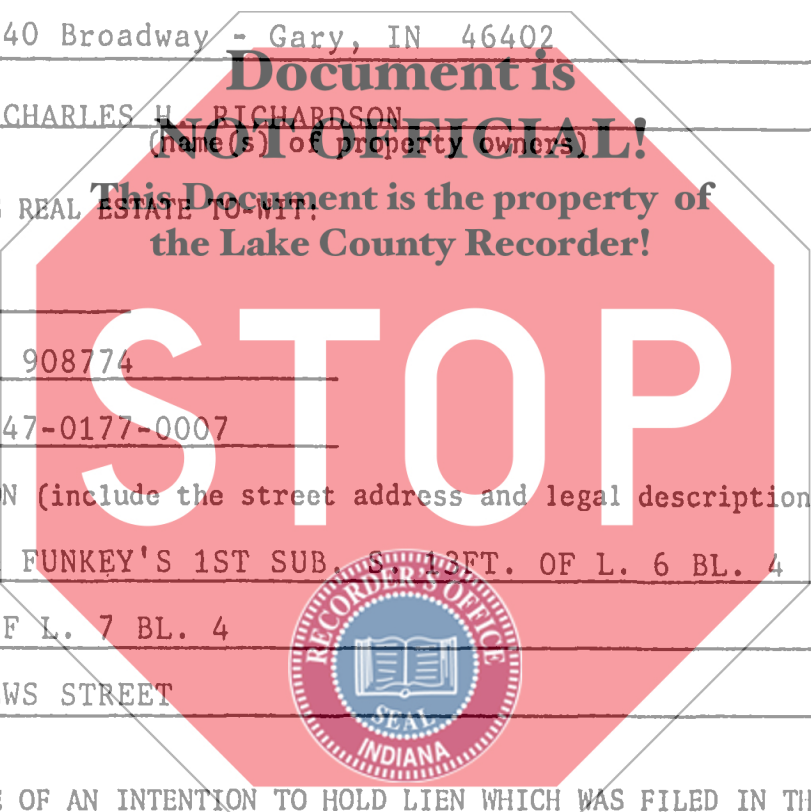 40 Broadway - Gary, IN 46402
Document is
CHARLES H. RICHARDSON
NOT OFFICIAL!
(name(s) of property owners)
REAL ESTATE TO-WIT:
This Document is the property of
the Lake County Recorder!
STOP
908774
47-0177-0007
(include the street address and legal description
FUNKEY'S 1ST SUB. S. 13FT. OF L. 6 BL. 4
F L. 7 BL. 4
WS STREET
RECORDER'S OFFICE
SEAL
INDIANA
OF AN INTENTION TO HOLD LIEN WHICH WAS FILED IN TH